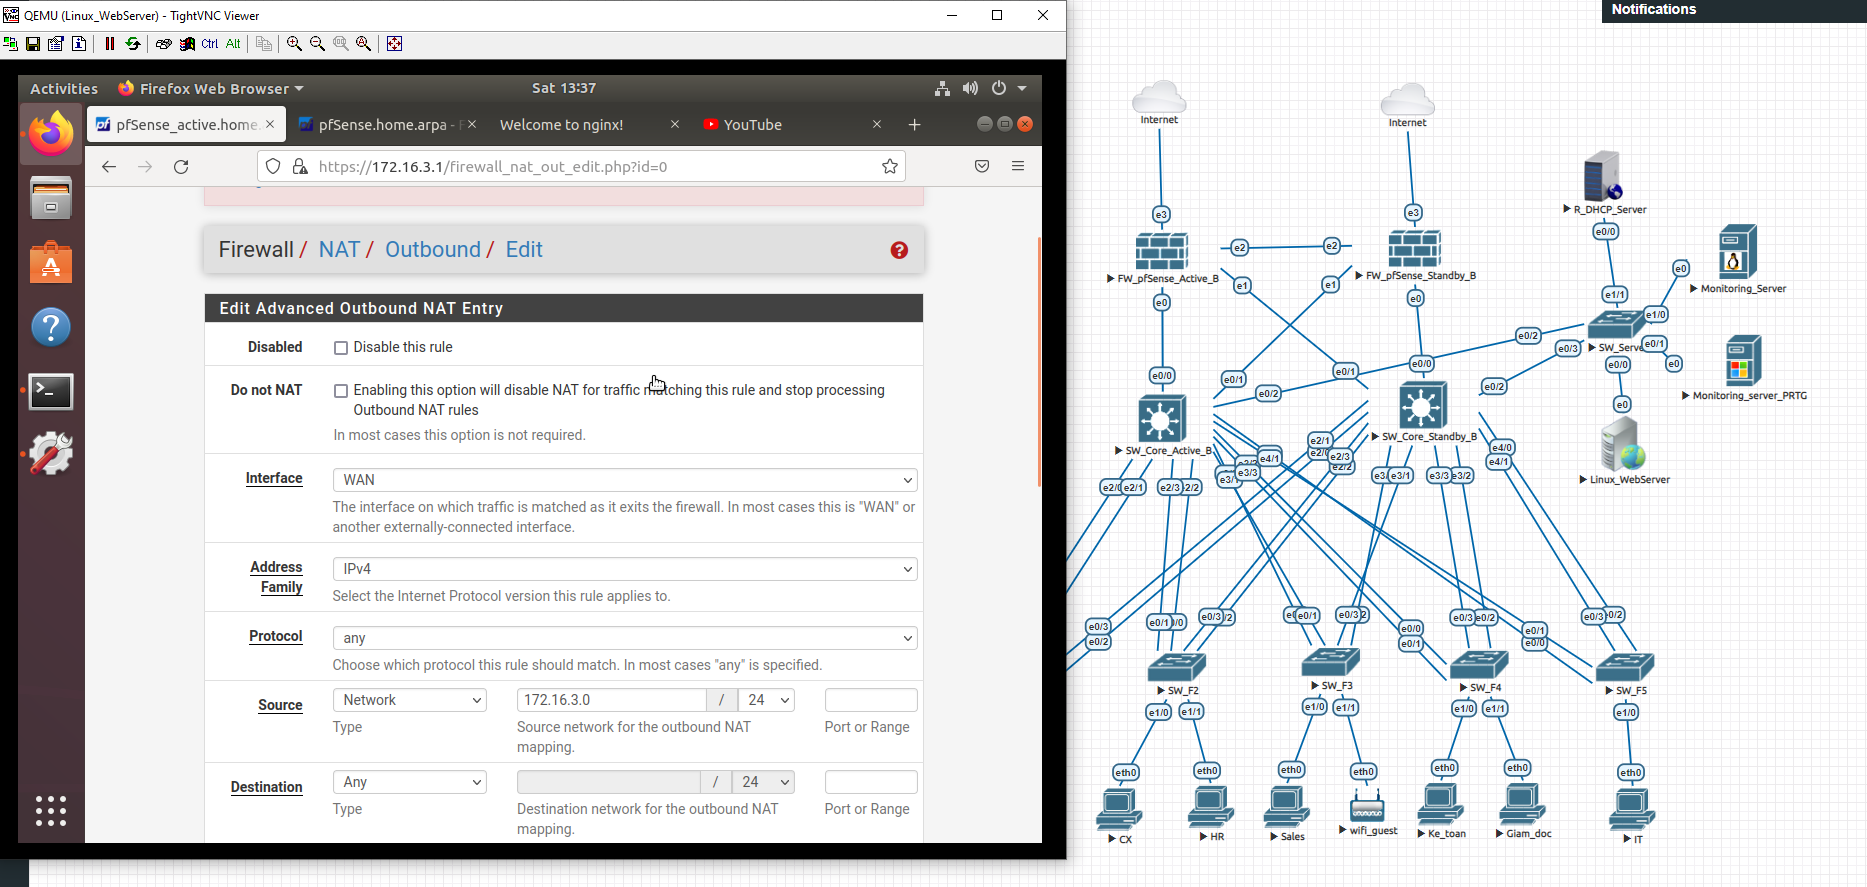 QEMU (Linux_WebServer) - TightVNC Viewer
Ctrl Alt
Activities
Firefox Web Browser
Sat 13:37
pfSense_active.home.
pfSense.home.arpa -
Welcome to nginx!
YouTube
https://172.16.3.1/firewall_nat_out_edit.php?id=0
Firewall / NAT / Outbound / Edit
Edit Advanced Outbound NAT Entry
Disabled
Disable this rule
Do not NAT
Enabling this option will disable NAT for traffic matching this rule and stop processing
Outbound NAT rules
In most cases this option is not required.
Interface
WAN
The interface on which traffic is matched as it exits the firewall. In most cases this is "WAN" or
another externally-connected interface.
Address
Family
IPv4
Select the Internet Protocol version this rule applies to.
Protocol
any
Choose which protocol this rule should match. In most cases "any" is specified.
Source
Network
172.16.3.0
/
24
Type
Source network for the outbound NAT
mapping.
Port or Range
Destination
Any
/
24
Type
Destination network for the outbound NAT
mapping.
Port or Range
Notifications
Internet
Internet
e3
e3
R_DHCP_Server
e0/0
FW_pfSense_Active_B
e2
e2
FW_pfSense_Standby_B
e1
e1
e0
e0
Monitoring_Server
e0
e1/1
e1/0
SW_Serve
e0/1
e0
e0/2
e0/3
e0/0
Monitoring_server_PRTG
e0
Linux_WebServer
e0/0
e0/1
e0/2
e0/1
e0/0
e0/2
SW_Core_Active_B
SW_Core_Standby_B
e2/1
e2/3
e2/2
e4/1
e3/3
e4/0
e4/1
e3/1
e3/3
e3/2
e2/1
e2/3
2/2
e0/3
e0/2
e0/1
e0/3
e0/1
e0/3
e0/0
e0/1
e0/3
e0/2
e0/1
e0/3
SW_F2
SW_F3
SW_F4
SW_F5
e1/0
e1/1
e1/0
e1/1
e1/0
e1/1
e1/0
eth0
eth0
eth0
eth0
eth0
eth0
eth0
CX
HR
Sales
wifi_guest
Ke_toan
Giam_doc
IT